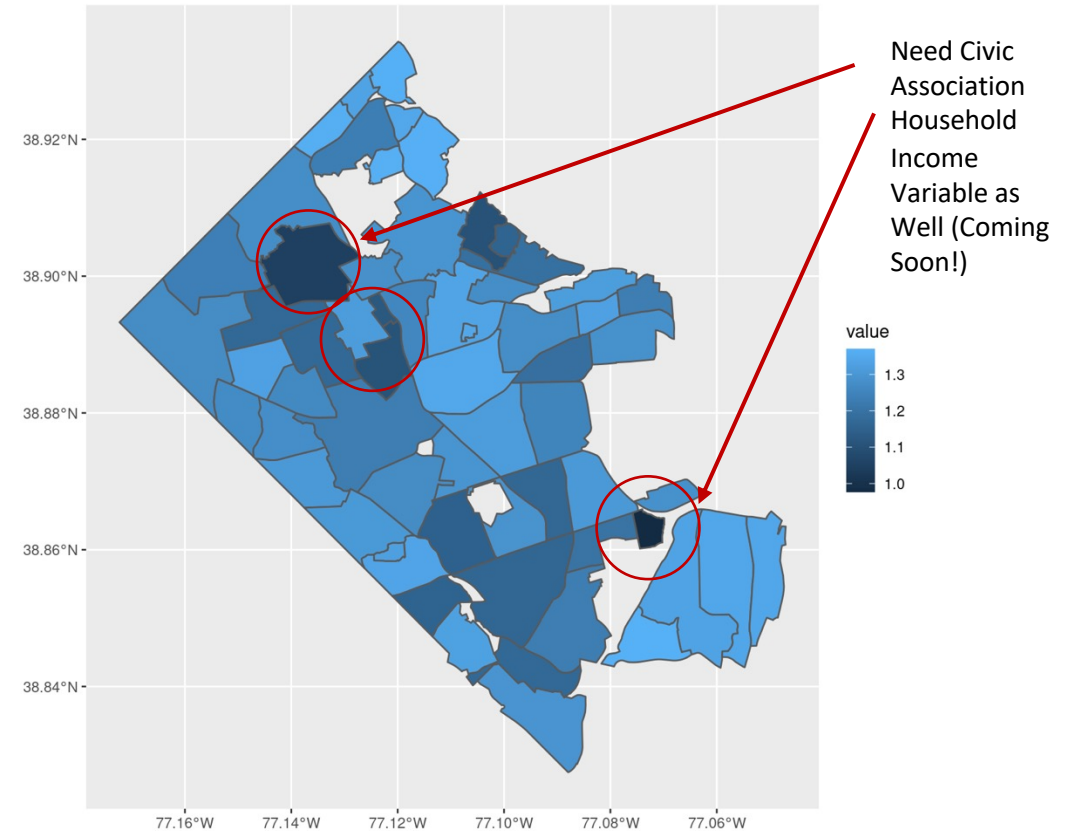 Need Civic
Association
Household
Income
Variable as
Well (Coming
Soon!)
38.92°N
38.90°N
38.88°N
38.86°N
38.84°N
value
1.3
1.2
1.1
1.0
77.16°W 77.14°W 77.12°W 77.10°W 77.08°W 77.06°W